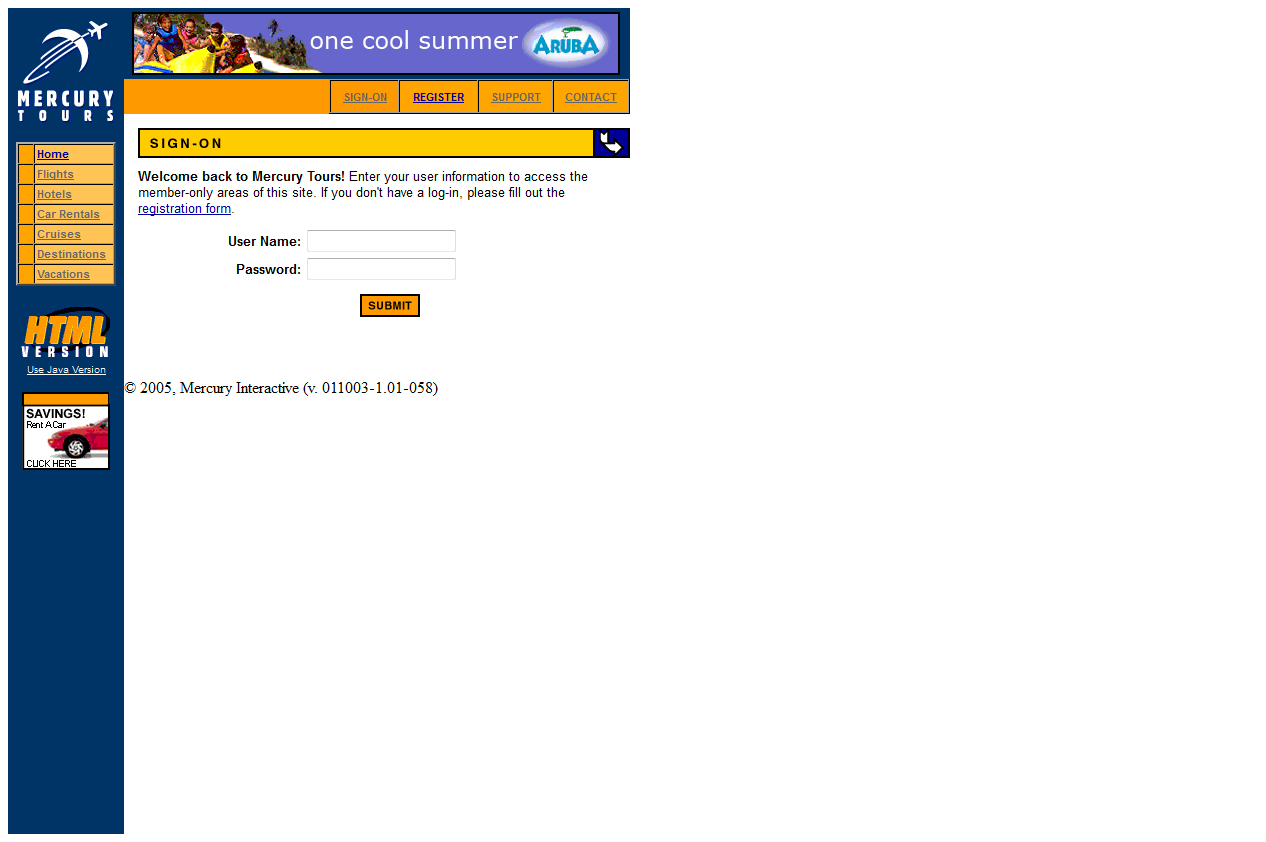 one cool summer ARUBA
MERCURY
TOURS
SIGN-ON REGISTER SUPPORT CONTACT
Home
Flights
Hotels
Car Rentals
Cruises
Destinations
Vacations
HTML
VERSION
Use Java Version
SAVINGS!
Rent A Car
CLICK HERE
SIGN-ON
Welcome back to Mercury Tours! Enter your user information to access the
member-only areas of this site. If you don't have a log-in, please fill out the
registration form.
User Name:
Password:
SUBMIT
© 2005, Mercury Interactive (v. 011003-1.01-058)